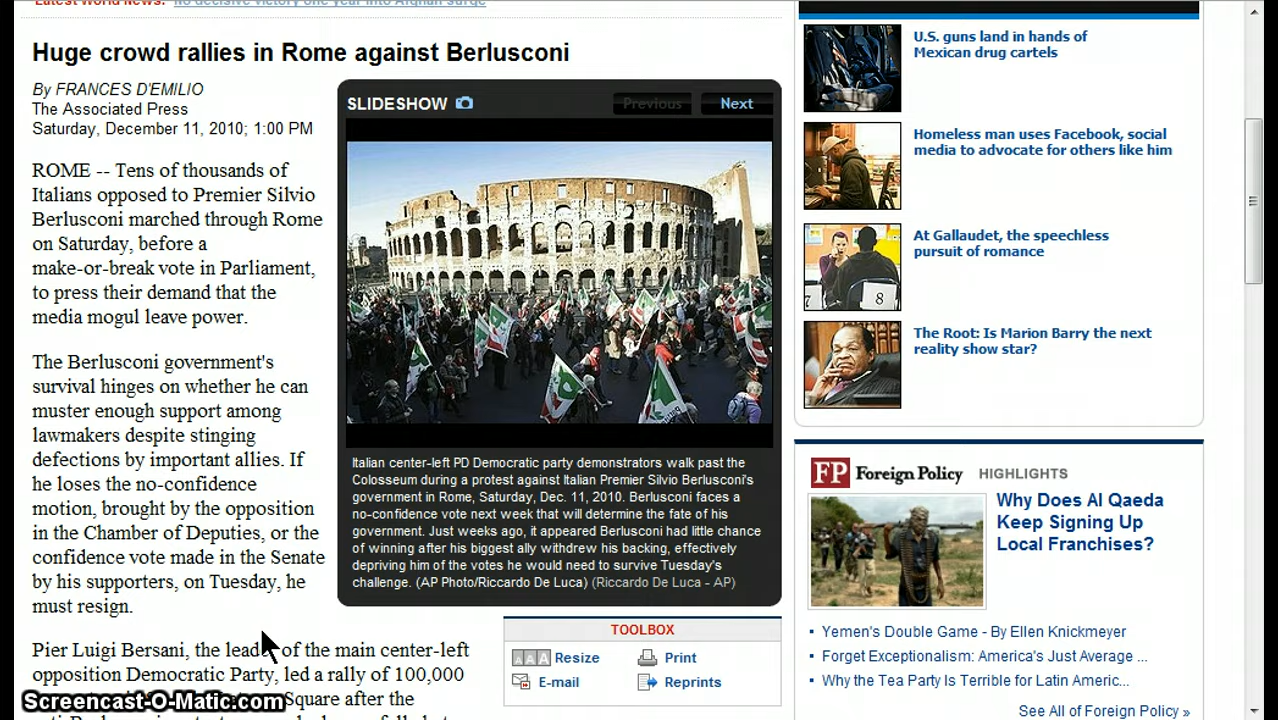 Latest World News: No decisive victory one year into Afghan surge
Huge crowd rallies in Rome against Berlusconi
By FRANCES D'EMILIO
The Associated Press
Saturday, December 11, 2010; 1:00 PM
ROME -- Tens of thousands of
Italians opposed to Premier Silvio
Berlusconi marched through Rome
on Saturday, before a
make-or-break vote in Parliament,
to press their demand that the
media mogul leave power.
The Berlusconi government's
survival hinges on whether he can
muster enough support among
lawmakers despite stinging
defections by important allies. If
he loses the no-confidence
motion, brought by the opposition
in the Chamber of Deputies, or the
confidence vote made in the Senate
by his supporters, on Tuesday, he
must resign.
Pier Luigi Bersani, the leader of the main center-left
opposition Democratic Party, led a rally of 100,000
Square after the
SLIDESHOW
Previous
Next
Italian center-left PD Democratic party demonstrators walk past the
Colosseum during a protest against Italian Premier Silvio Berlusconi's
government in Rome, Saturday, Dec. 11, 2010. Berlusconi faces a
no-confidence vote next week that will determine the fate of his
government. Just weeks ago, it appeared Berlusconi had little chance
of winning after his biggest ally withdrew his backing, effectively
depriving him of the votes he would need to survive Tuesday's
challenge. (AP Photo/Riccardo De Luca) (Riccardo De Luca - AP)
TOOLBOX
A A A Resize
Print
E-mail
Reprints
U.S. guns land in hands of
Mexican drug cartels
Homeless man uses Facebook, social
media to advocate for others like him
At Gallaudet, the speechless
pursuit of romance
7
8
The Root: Is Marion Barry the next
reality show star?
FP Foreign Policy HIGHLIGHTS
Why Does Al Qaeda
Keep Signing Up
Local Franchises?
Yemen's Double Game - By Ellen Knickmeyer
Forget Exceptionalism: America's Just Average ...
Why the Tea Party Is Terrible for Latin Americ...
See All of Foreign Policy »
Screencast-O-Matic.com